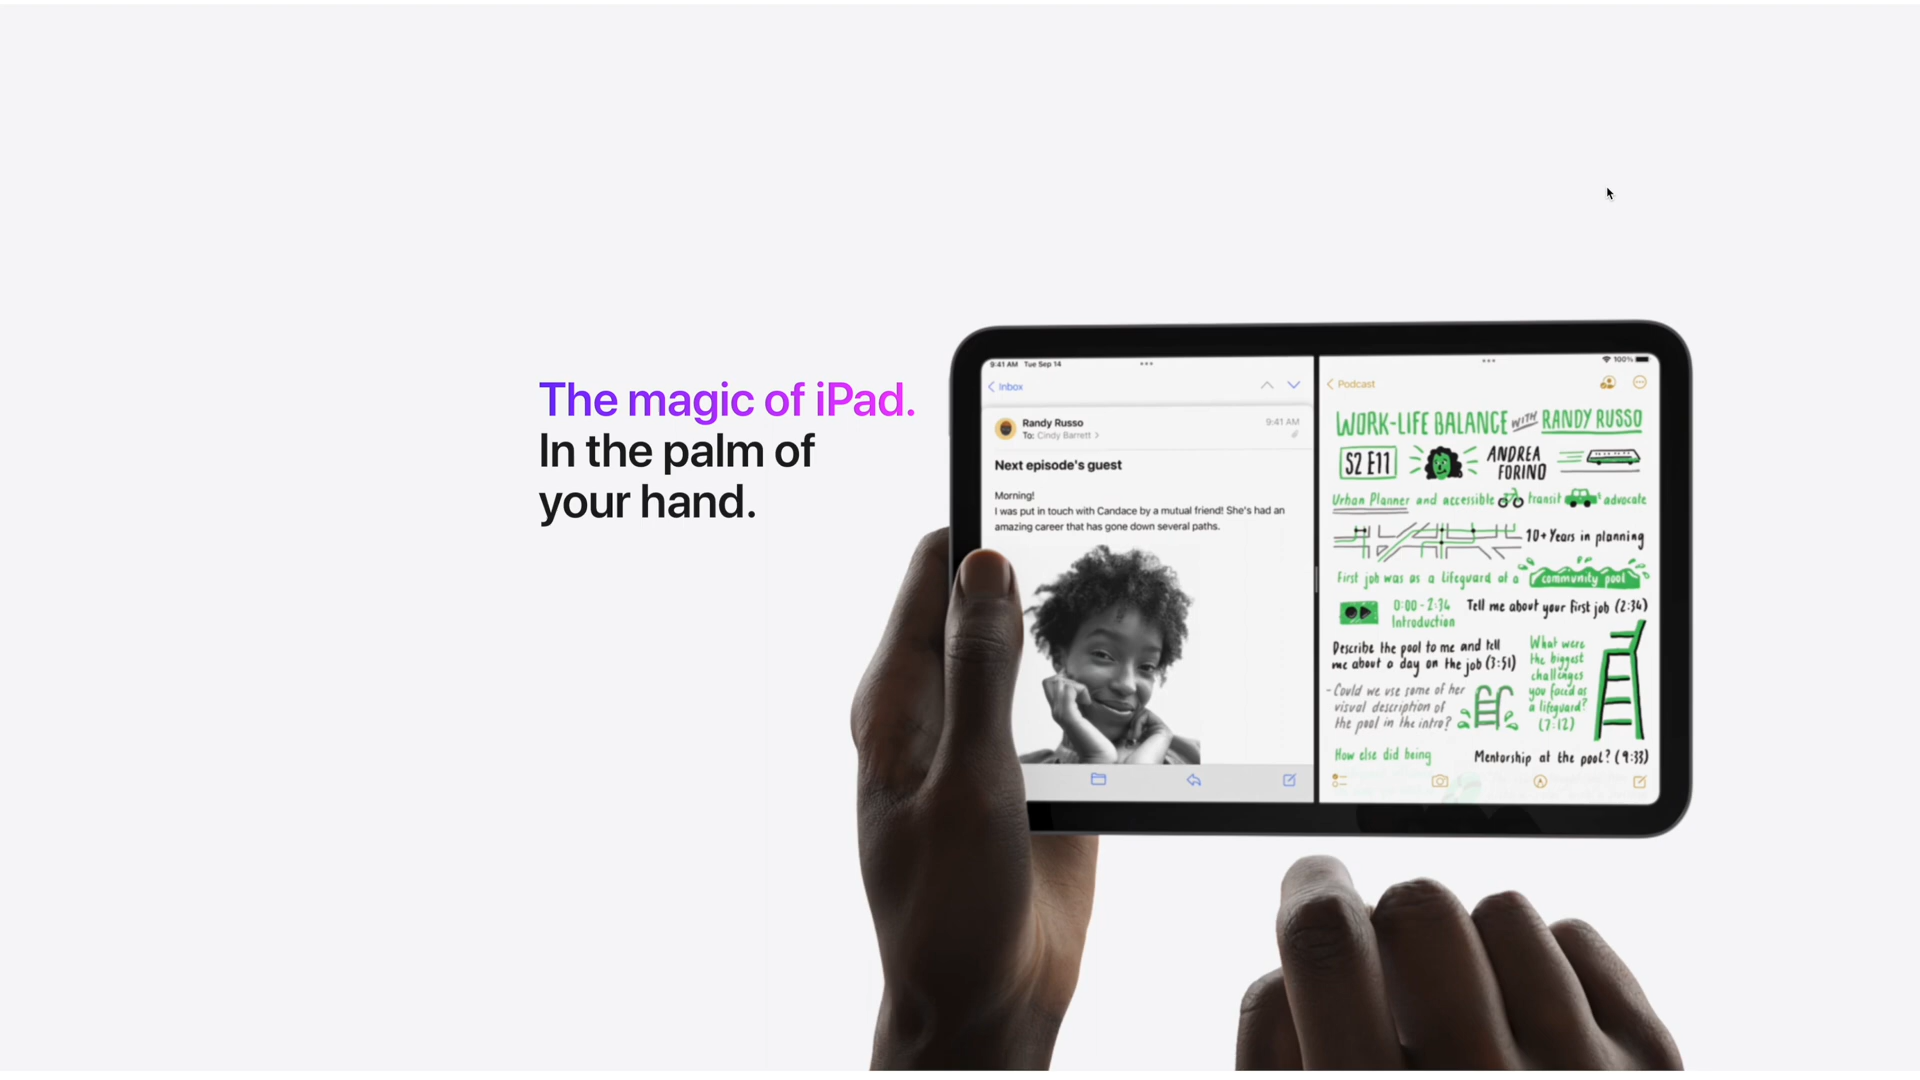 The magic of iPad.
In the palm of
your hand.
9:41 AM Tue Sep 14
Inbox
Randy Russo
9:41 AM
To: Cindy Barrett
Next episode's guest
Morning!
I was put in touch with Candace by a mutual friend! She's had an
amazing career that has gone down several paths.
100%
Podcast
WORK-LIFE BALANCE WITH RANDY RUSSO
S2 E11
ANDREA
FORINO
Urban Planner and accessible transit advocate
10+ Years in planning
First job was as a lifeguard at a community pool
0:00 - 2:34
Introduction
Tell me about your first job (2:34)
Describe the pool to me and tell
me about a day on the job (3:51)
What were
the biggest
challenges
you faced as
a lifeguard?
(7:12)
- Could we use some of her
visual description of
the pool in the intro?
How else did being
Mentorship at the pool? (9:33)